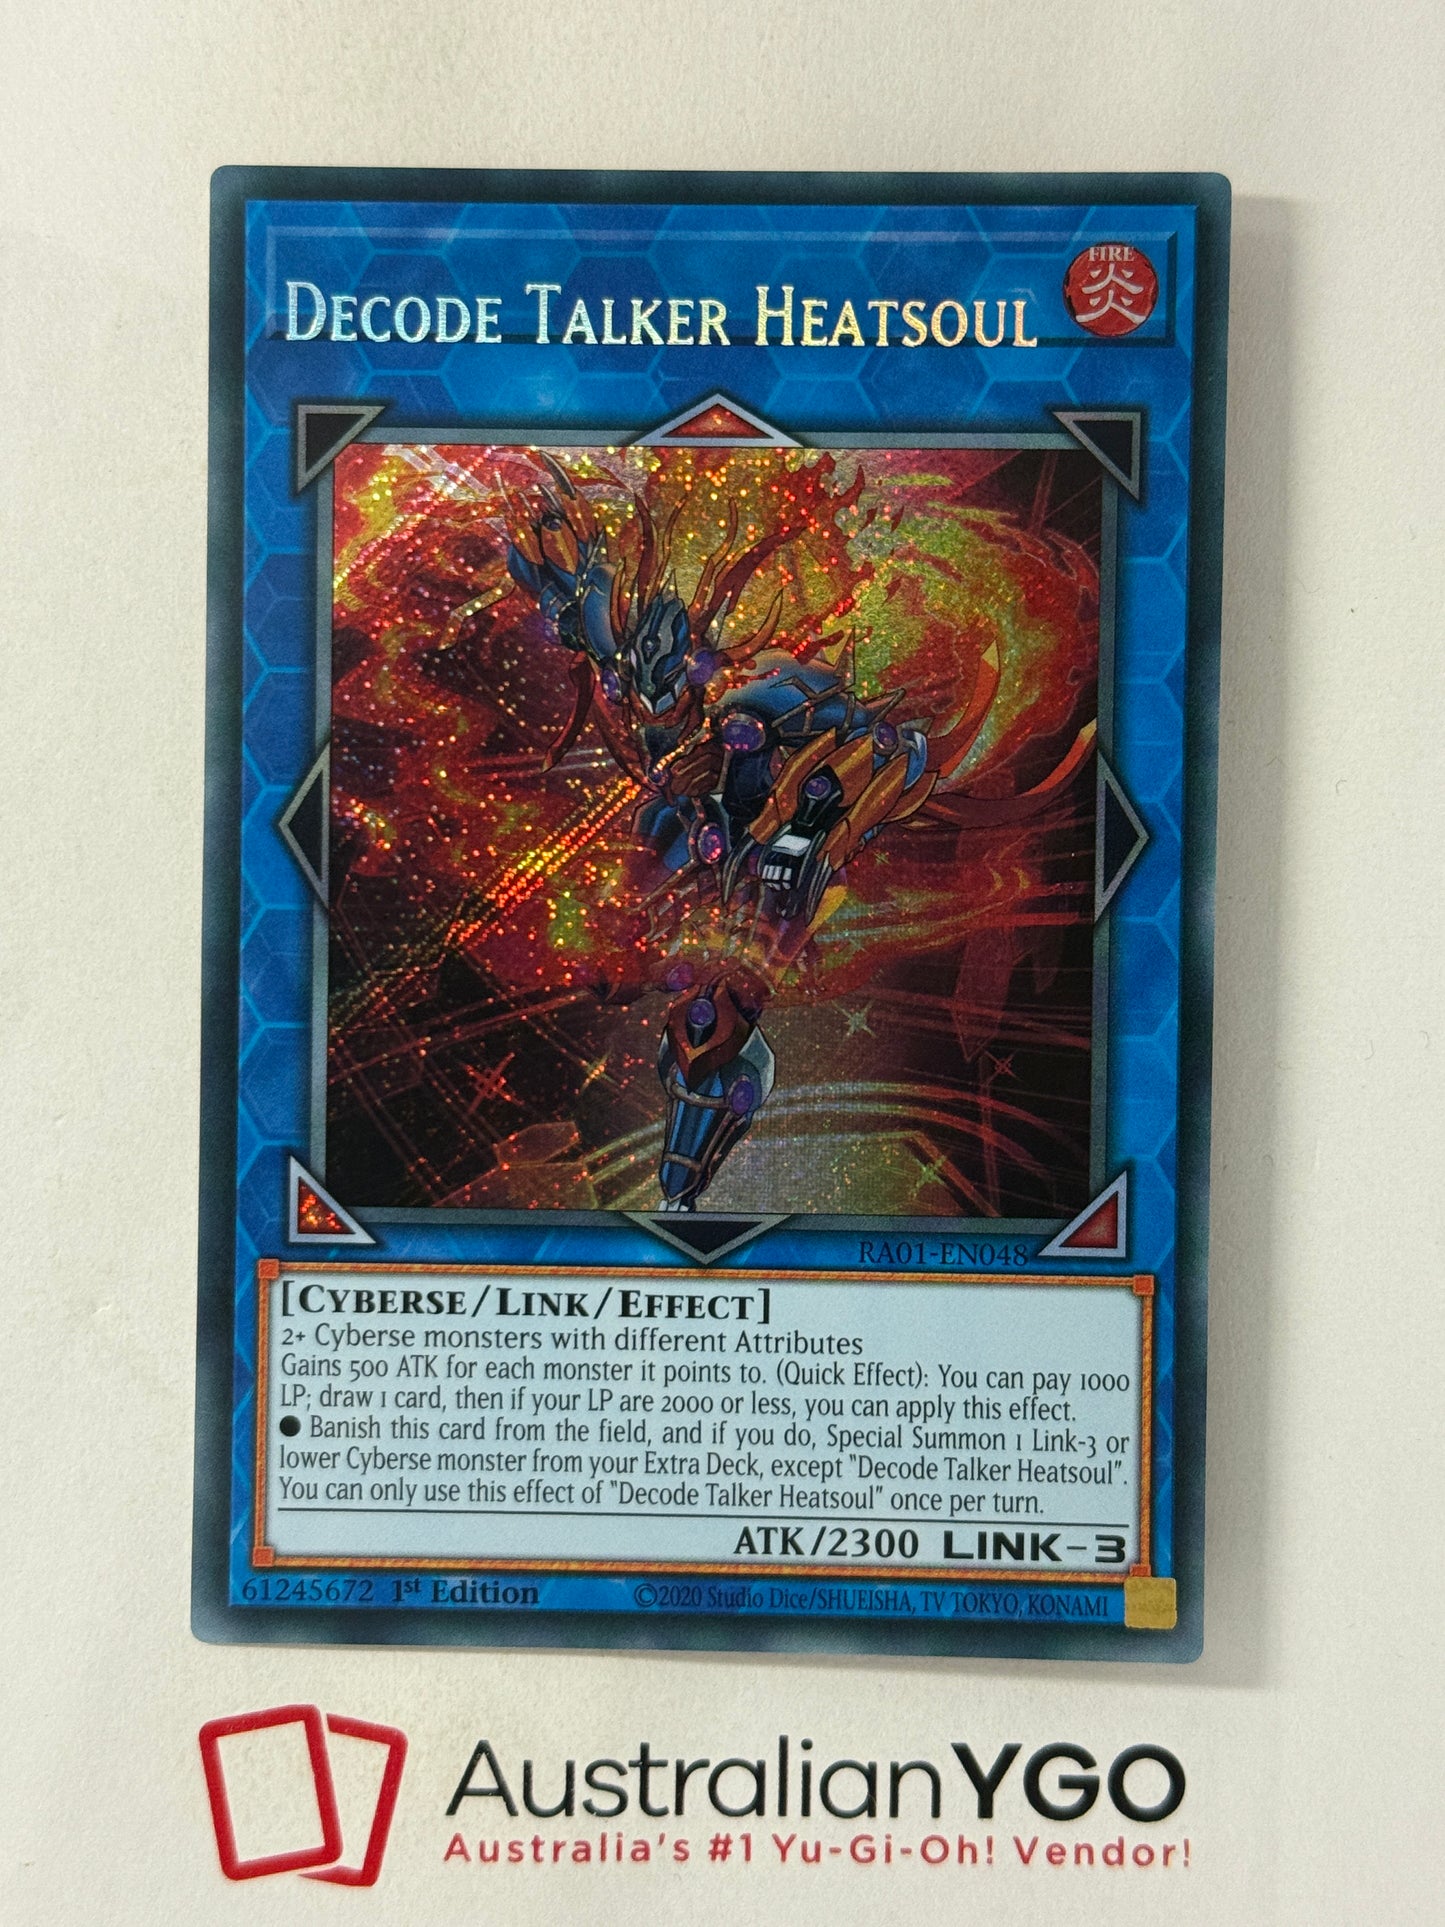 DECODE TALKER HEATSOUL
FIRE
炎
RA01-EN048
[CYBERSE/LINK/EFFECT]
2+ Cyberse monsters with different Attributes
Gains 500 ATK for each monster it points to. (Quick Effect): You can pay 1000
LP; draw 1 card, then if your LP are 2000 or less, you can apply this effect.
● Banish this card from the field, and if you do, Special Summon 1 Link-3 or
lower Cyberse monster from your Extra Deck, except "Decode Talker Heatsoul".
You can only use this effect of "Decode Talker Heatsoul" once per turn.
ATK/2300 LINK-3
61245672 1st Edition ©2020 Studio Dice/SHUEISHA, TV TOKYO, KONAMI
AustralianYGO
Australia's #1 Yu-Gi-Oh! Vendor!